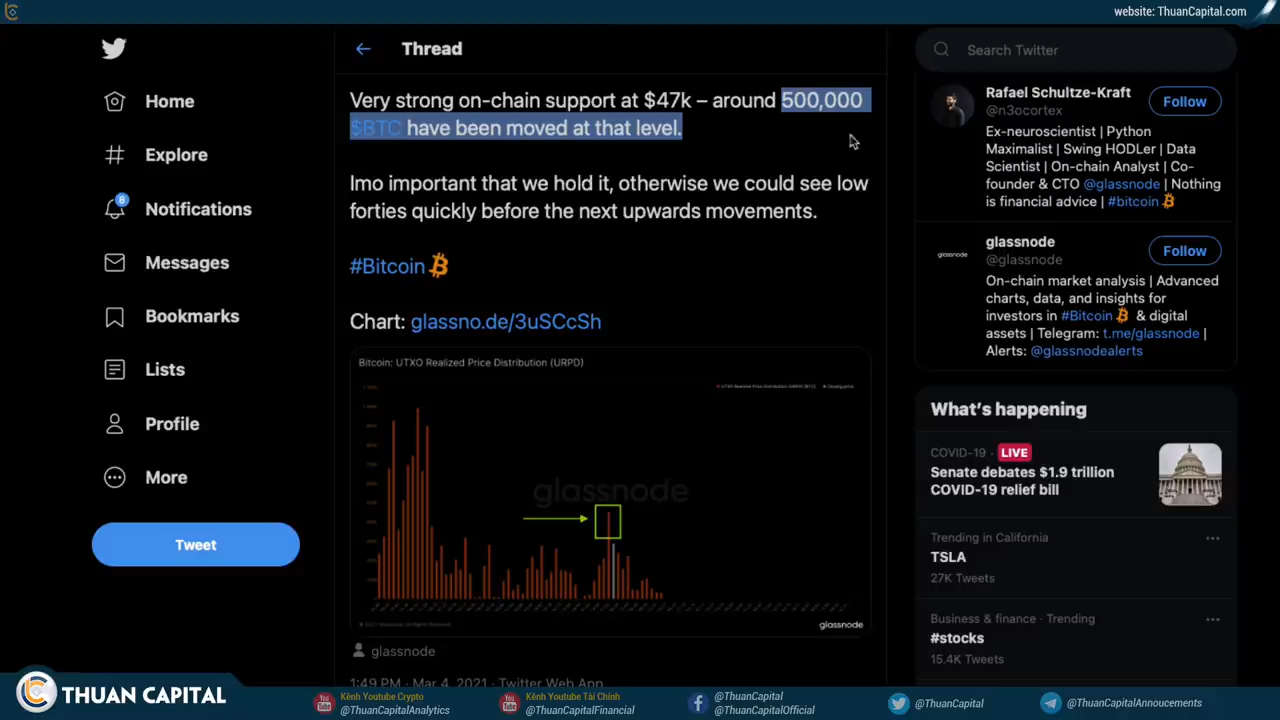 website: ThuanCapital.com
Home
Explore
8
Notifications
Messages
Bookmarks
Lists
Profile
More
Tweet
Thread
Very strong on-chain support at $47k – around 500,000
$BTC have been moved at that level.
Imo important that we hold it, otherwise we could see low
forties quickly before the next upwards movements.
#Bitcoin
Chart: glassno.de/3uSCcSh
Bitcoin: UTXO Realized Price Distribution (URPD)
glassnode
glassnode
glassnode
1:49 PM · Mar 4, 2021 · Twitter Web App
Search Twitter
Rafael Schultze-Kraft
@n3ocortex
Follow
Ex-neuroscientist | Python
Maximalist | Swing HODLer | Data
Scientist | On-chain Analyst | Co-
founder & CTO @glassnode | Nothing
is financial advice | #bitcoin
glassnode
glassnode
@glassnode
Follow
On-chain market analysis | Advanced
charts, data, and insights for
investors in #Bitcoin & digital
assets | Telegram: t.me/glassnode |
Alerts: @glassnodealerts
What's happening
COVID-19 · LIVE
Senate debates $1.9 trillion
COVID-19 relief bill
Trending in California
TSLA
27K Tweets
Business & finance · Trending
#stocks
15.4K Tweets
THUAN CAPITAL
You Tube
Kênh Youtube Crypto
@ThuanCapitalAnalytics
You Tube
Kênh Youtube Tài Chính
@ThuanCapitalFinancial
@ThuanCapital
@ThuanCapitalOfficial
@ThuanCapital
@ThuanCapitalAnnoucements